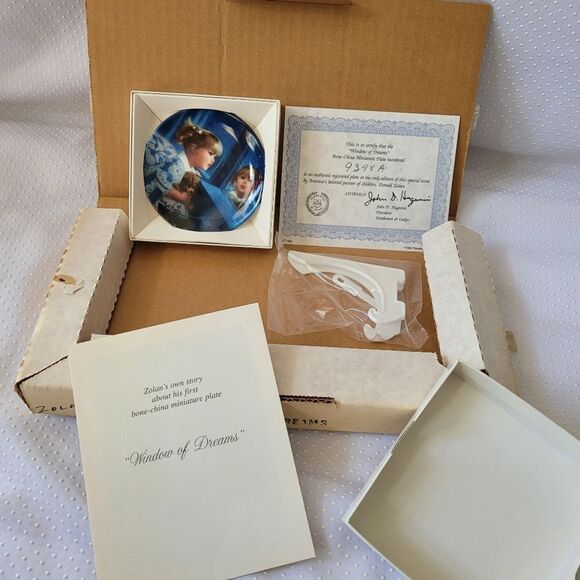 This is to certify that the
"Window of Dreams"
Bone-China Miniature Plate numbered
9398A
is an authentic registered plate in the only edition of this special issue
by America's beloved painter of children, Donald Zolan.
AFFIRMED:
John D. Hugunin
John D. Hugunin
President
Pemberton & Oakes
Zolan's own story
about his first
bone-china miniature plate
"Window of Dreams"